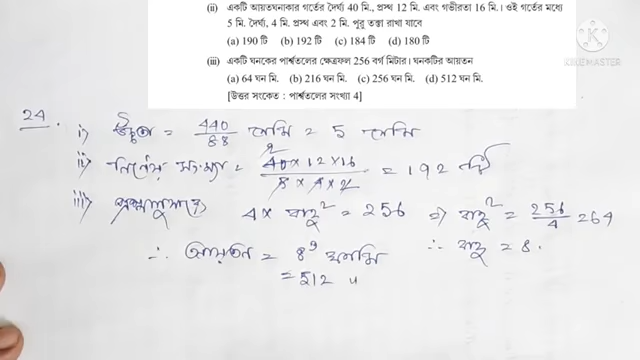 (ii) একটি আয়তঘনাকার গর্তের দৈর্ঘ্য 40 মি., প্রস্থ 12 মি. এবং গভীরতা 16 মি.। ওই গর্তের মধ্যে
5 মি. দৈর্ঘ্য, 4 মি. প্রস্থ এবং 2 মি. পুরু তক্তা রাখা যাবে
(a) 190 টি (b) 192 টি (c) 184 টি (d) 180 টি
(iii) একটি ঘনকের পার্শ্বতলের ক্ষেত্রফল 256 বর্গ মিটার। ঘনকটির আয়তন
(a) 64 ঘন মি. (b) 216 ঘন মি. (c) 256 ঘন মি. (d) 512 ঘন মি.
[উত্তর সংকেত : পার্শ্বতলের সংখ্যা 4]
KINEMASTER
24.
i) উচ্চতা = 440/88 সেমি = 5 সেমি
ii) নির্ণেয় সংখ্যা = 40 × 12 × 16 / 5 × 4 × 2 = 192 টি
iii) প্রশ্নানুসারে 4 × বাহু² = 256 ⇒ বাহু² = 256/4 = 64
∴ আয়তন = 8³ ঘনমি ∴ বাহু = 8.
= 512 "